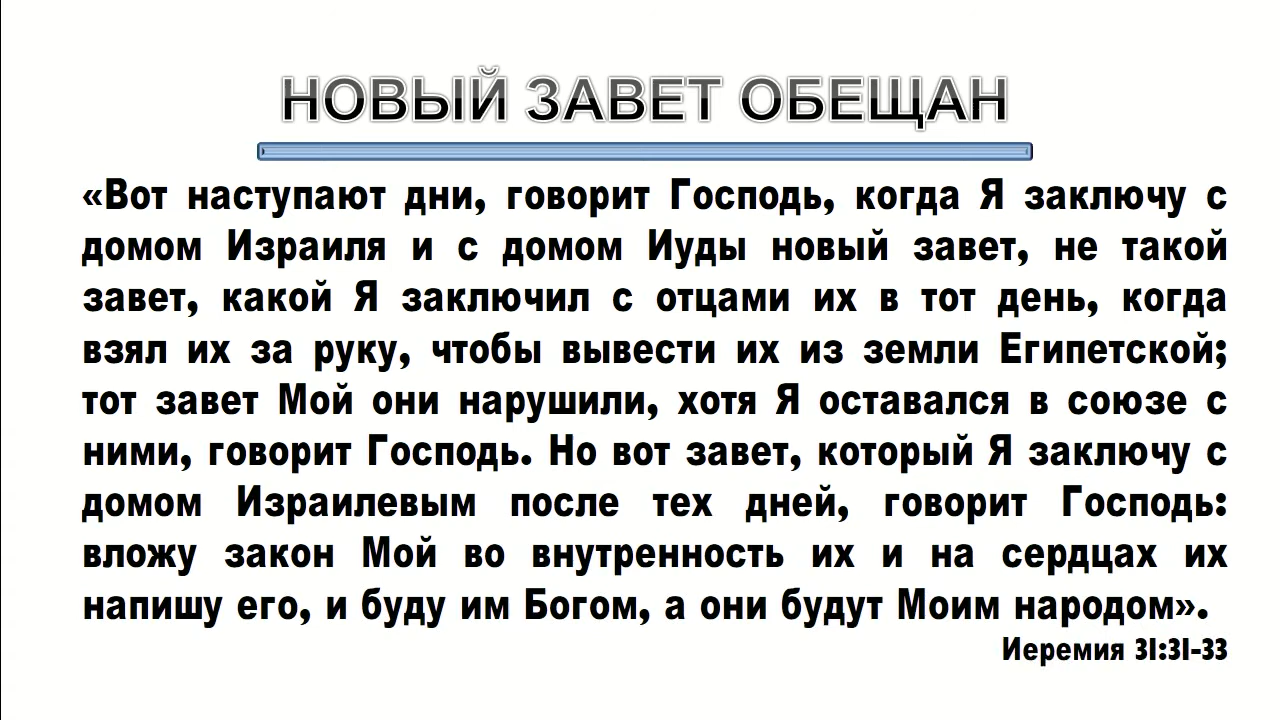 НОВЫЙ ЗАВЕТ ОБЕЩАН
«Вот наступают дни, говорит Господь, когда Я заключу с
домом Израиля и с домом Иуды новый завет, не такой
завет, какой Я заключил с отцами их в тот день, когда
взял их за руку, чтобы вывести их из земли Египетской;
тот завет Мой они нарушили, хотя Я оставался в союзе с
ними, говорит Господь. Но вот завет, который Я заключу с
домом Израилевым после тех дней, говорит Господь:
вложу закон Мой во внутренность их и на сердцах их
напишу его, и буду им Богом, а они будут Моим народом».
Иеремия 31:31-33